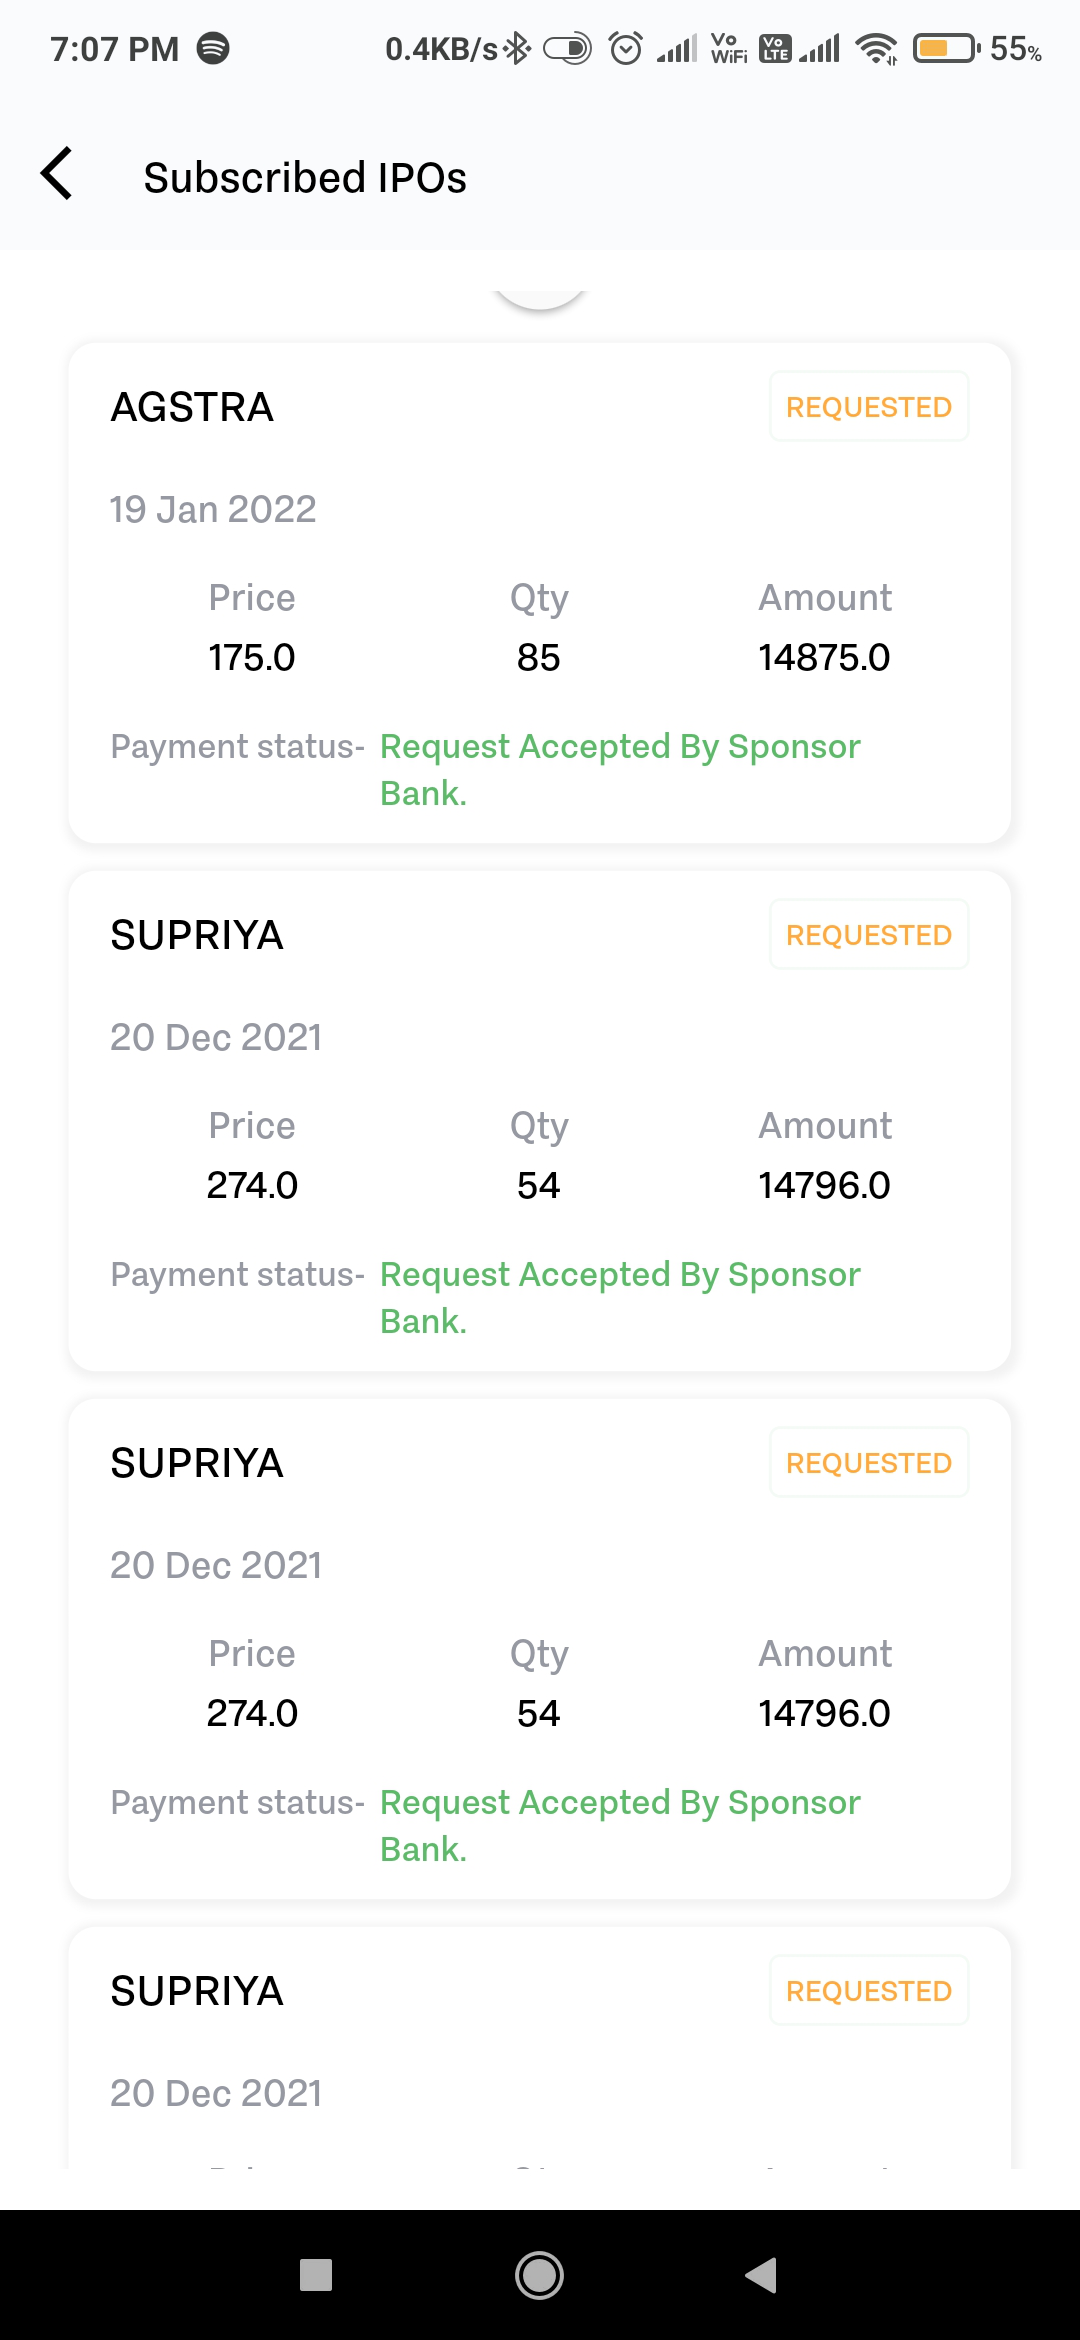 7:07 PM 0.4KB/s Vo WiFi Vo LTE 55%
Subscribed IPOs
AGSTRA REQUESTED
19 Jan 2022
Price Qty Amount
175.0 85 14875.0
Payment status- Request Accepted By Sponsor
Bank.
SUPRIYA REQUESTED
20 Dec 2021
Price Qty Amount
274.0 54 14796.0
Payment status- Request Accepted By Sponsor
Bank.
SUPRIYA REQUESTED
20 Dec 2021
Price Qty Amount
274.0 54 14796.0
Payment status- Request Accepted By Sponsor
Bank.
SUPRIYA REQUESTED
20 Dec 2021